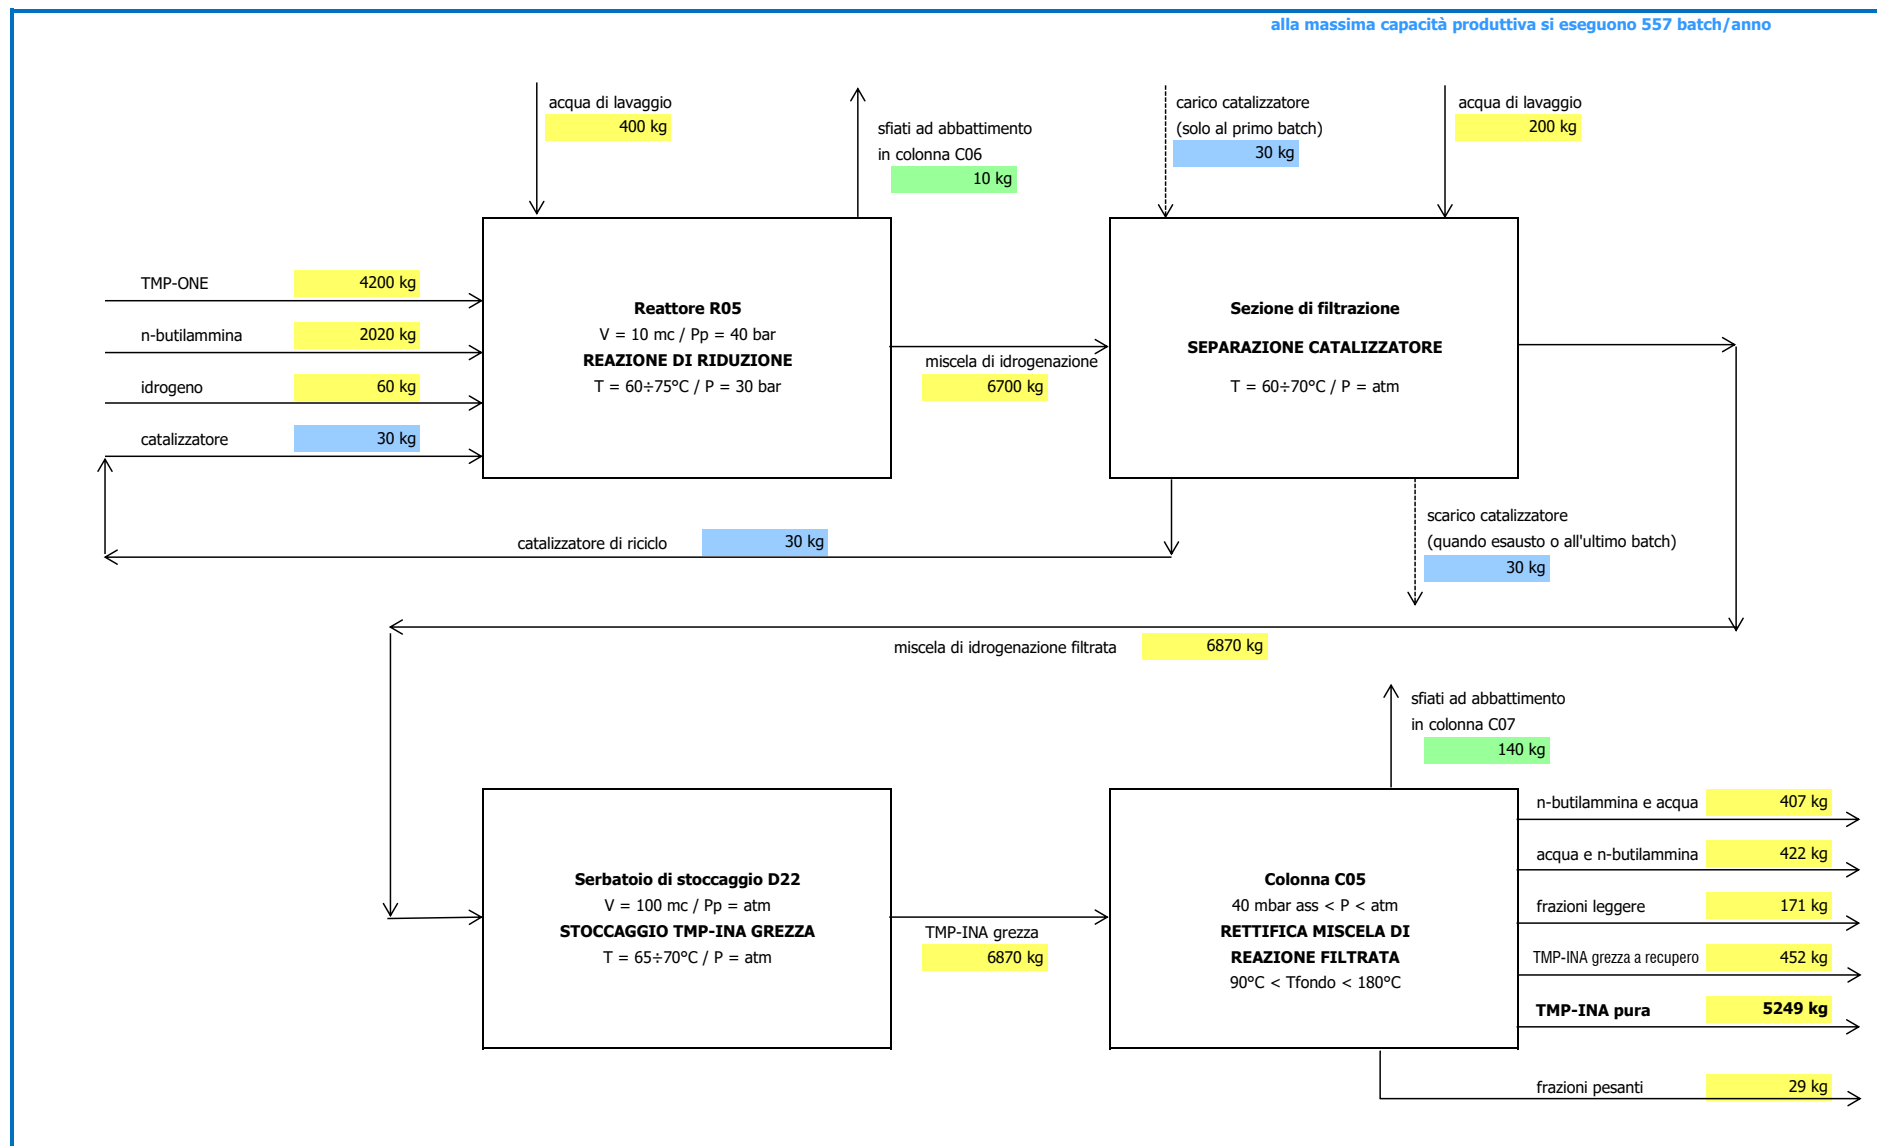 alla massima capacità produttiva si eseguono 557 batch/anno
acqua di lavaggio
400 kg
sfiati ad abbattimento
in colonna C06
10 kg
carico catalizzatore
(solo al primo batch)
30 kg
acqua di lavaggio
200 kg
TMP-ONE 4200 kg
n-butilammina 2020 kg
idrogeno 60 kg
catalizzatore 30 kg
Reattore R05
V = 10 mc / Pp = 40 bar
REAZIONE DI RIDUZIONE
T = 60÷75°C / P = 30 bar
miscela di idrogenazione
6700 kg
Sezione di filtrazione
SEPARAZIONE CATALIZZATORE
T = 60÷70°C / P = atm
catalizzatore di riciclo 30 kg
scarico catalizzatore
(quando esausto o all'ultimo batch)
30 kg
miscela di idrogenazione filtrata 6870 kg
sfiati ad abbattimento
in colonna C07
140 kg
Serbatoio di stoccaggio D22
V = 100 mc / Pp = atm
STOCCAGGIO TMP-INA GREZZA
T = 65÷70°C / P = atm
TMP-INA grezza
6870 kg
Colonna C05
40 mbar ass < P < atm
RETTIFICA MISCELA DI
REAZIONE FILTRATA
90°C < Tfondo < 180°C
n-butilammina e acqua 407 kg
acqua e n-butilammina 422 kg
frazioni leggere 171 kg
TMP-INA grezza a recupero 452 kg
TMP-INA pura 5249 kg
frazioni pesanti 29 kg